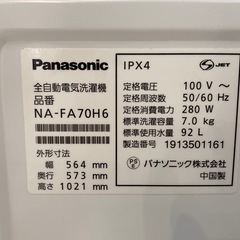 Panasonic
全自動電気洗濯機
品番
NA-FA70H6
外形寸法
幅 564 mm
奥行 573 mm
高さ 1021 mm
IPX4
JET
定格電圧 100 V～
定格周波数 50/60 Hz
定格消費電力 280 W
標準洗濯容量 7.0 kg
標準使用水量 92 L
製造番号 1913501161
PS E
パナソニック株式会社
中国製